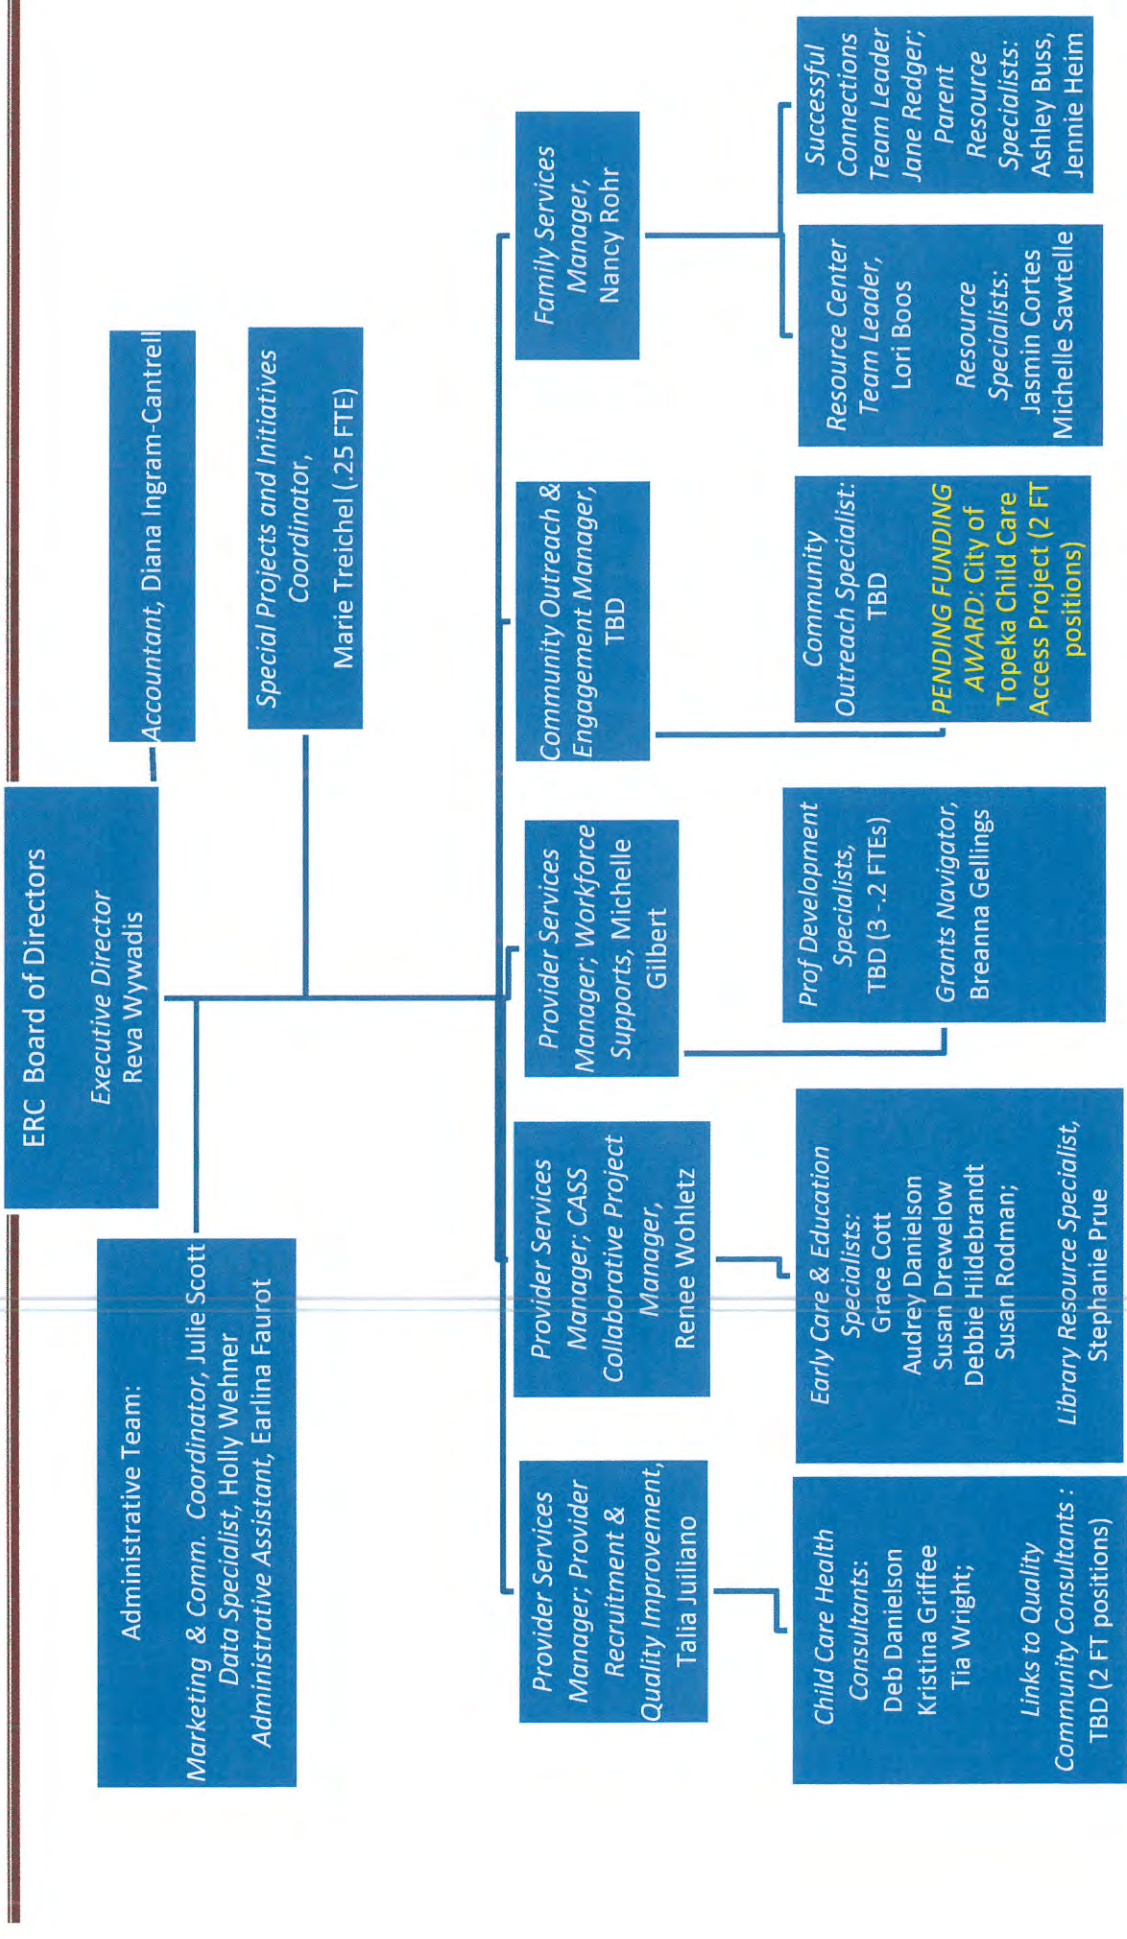 ERC Board of Directors
Executive Director
Reva Wywadis
Administrative Team:
Marketing & Comm. Coordinator, Julie Scott
Data Specialist, Holly Wehner
Administrative Assistant, Earlina Faurot
Accountant, Diana Ingram-Cantrell
Special Projects and Initiatives
Coordinator,
Marie Treichel (.25 FTE)
Provider Services
Manager; Provider
Recruitment &
Quality Improvement,
Talia Juiliano
Provider Services
Manager; CASS
Collaborative Project
Manager,
Renee Wohletz
Provider Services
Manager; Workforce
Supports, Michelle
Gilbert
Community Outreach &
Engagement Manager,
TBD
Family Services
Manager,
Nancy Rohr
Child Care Health
Consultants:
Deb Danielson
Kristina Griffee
Tia Wright;
Links to Quality
Community Consultants :
TBD (2 FT positions)
Early Care & Education
Specialists:
Grace Cott
Audrey Danielson
Susan Drewelow
Debbie Hildebrandt
Susan Rodman;
Library Resource Specialist,
Stephanie Prue
Prof Development
Specialists,
TBD (3 -.2 FTEs)
Grants Navigator,
Breanna Gellings
Community
Outreach Specialist:
TBD
PENDING FUNDING
AWARD: City of
Topeka Child Care
Access Project (2 FT
positions)
Resource Center
Team Leader,
Lori Boos
Resource
Specialists:
Jasmin Cortes
Michelle Sawtelle
Successful
Connections
Team Leader
Jane Redger;
Parent
Resource
Specialists:
Ashley Buss,
Jennie Heim